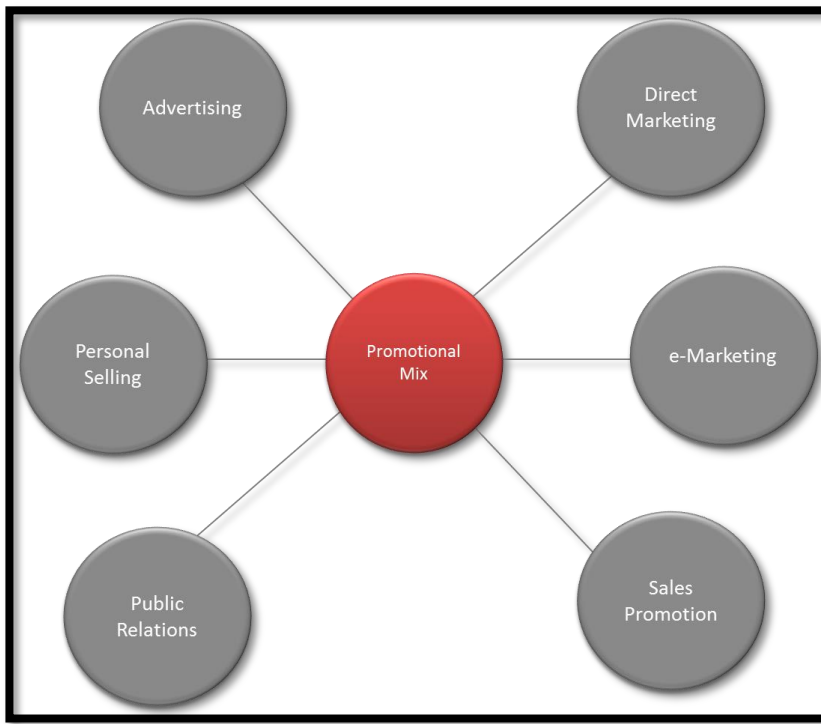 Advertising
Direct
Marketing
Personal
Selling
Promotional
Mix
e-Marketing
Public
Relations
Sales
Promotion